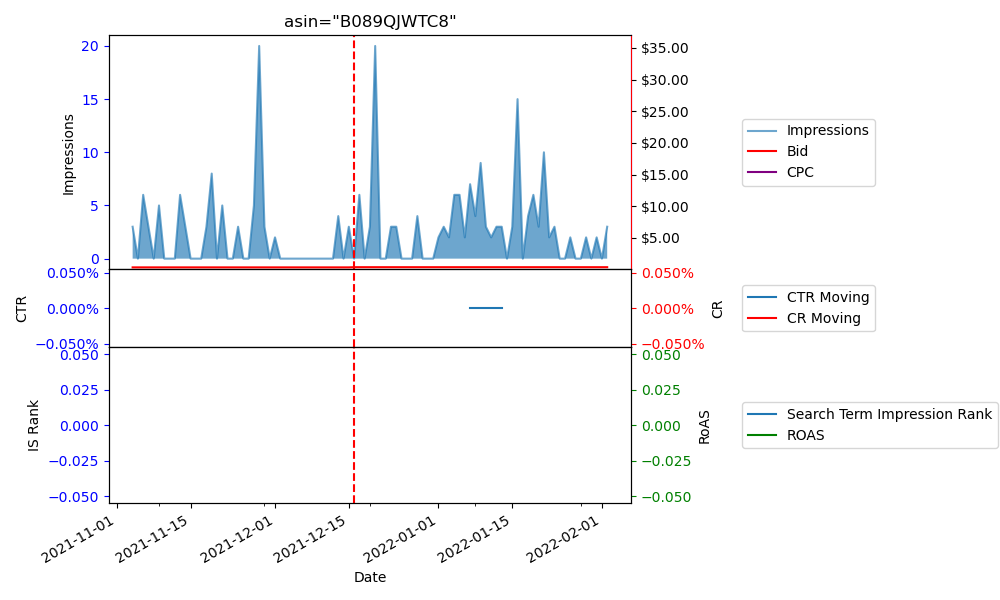 asin="B089QJWTC8"
20
15
10
5
0
Impressions
$35.00
$30.00
$25.00
$20.00
$15.00
$10.00
$5.00
Impressions
Bid
CPC
0.050%
0.000%
−0.050%
CTR
0.050%
0.000%
−0.050%
CR
CTR Moving
CR Moving
0.050
0.025
0.000
−0.025
−0.050
IS Rank
0.050
0.025
0.000
−0.025
−0.050
RoAS
Search Term Impression Rank
ROAS
2021-11-01
2021-11-15
2021-12-01
2021-12-15
2022-01-01
2022-01-15
2022-02-01
Date